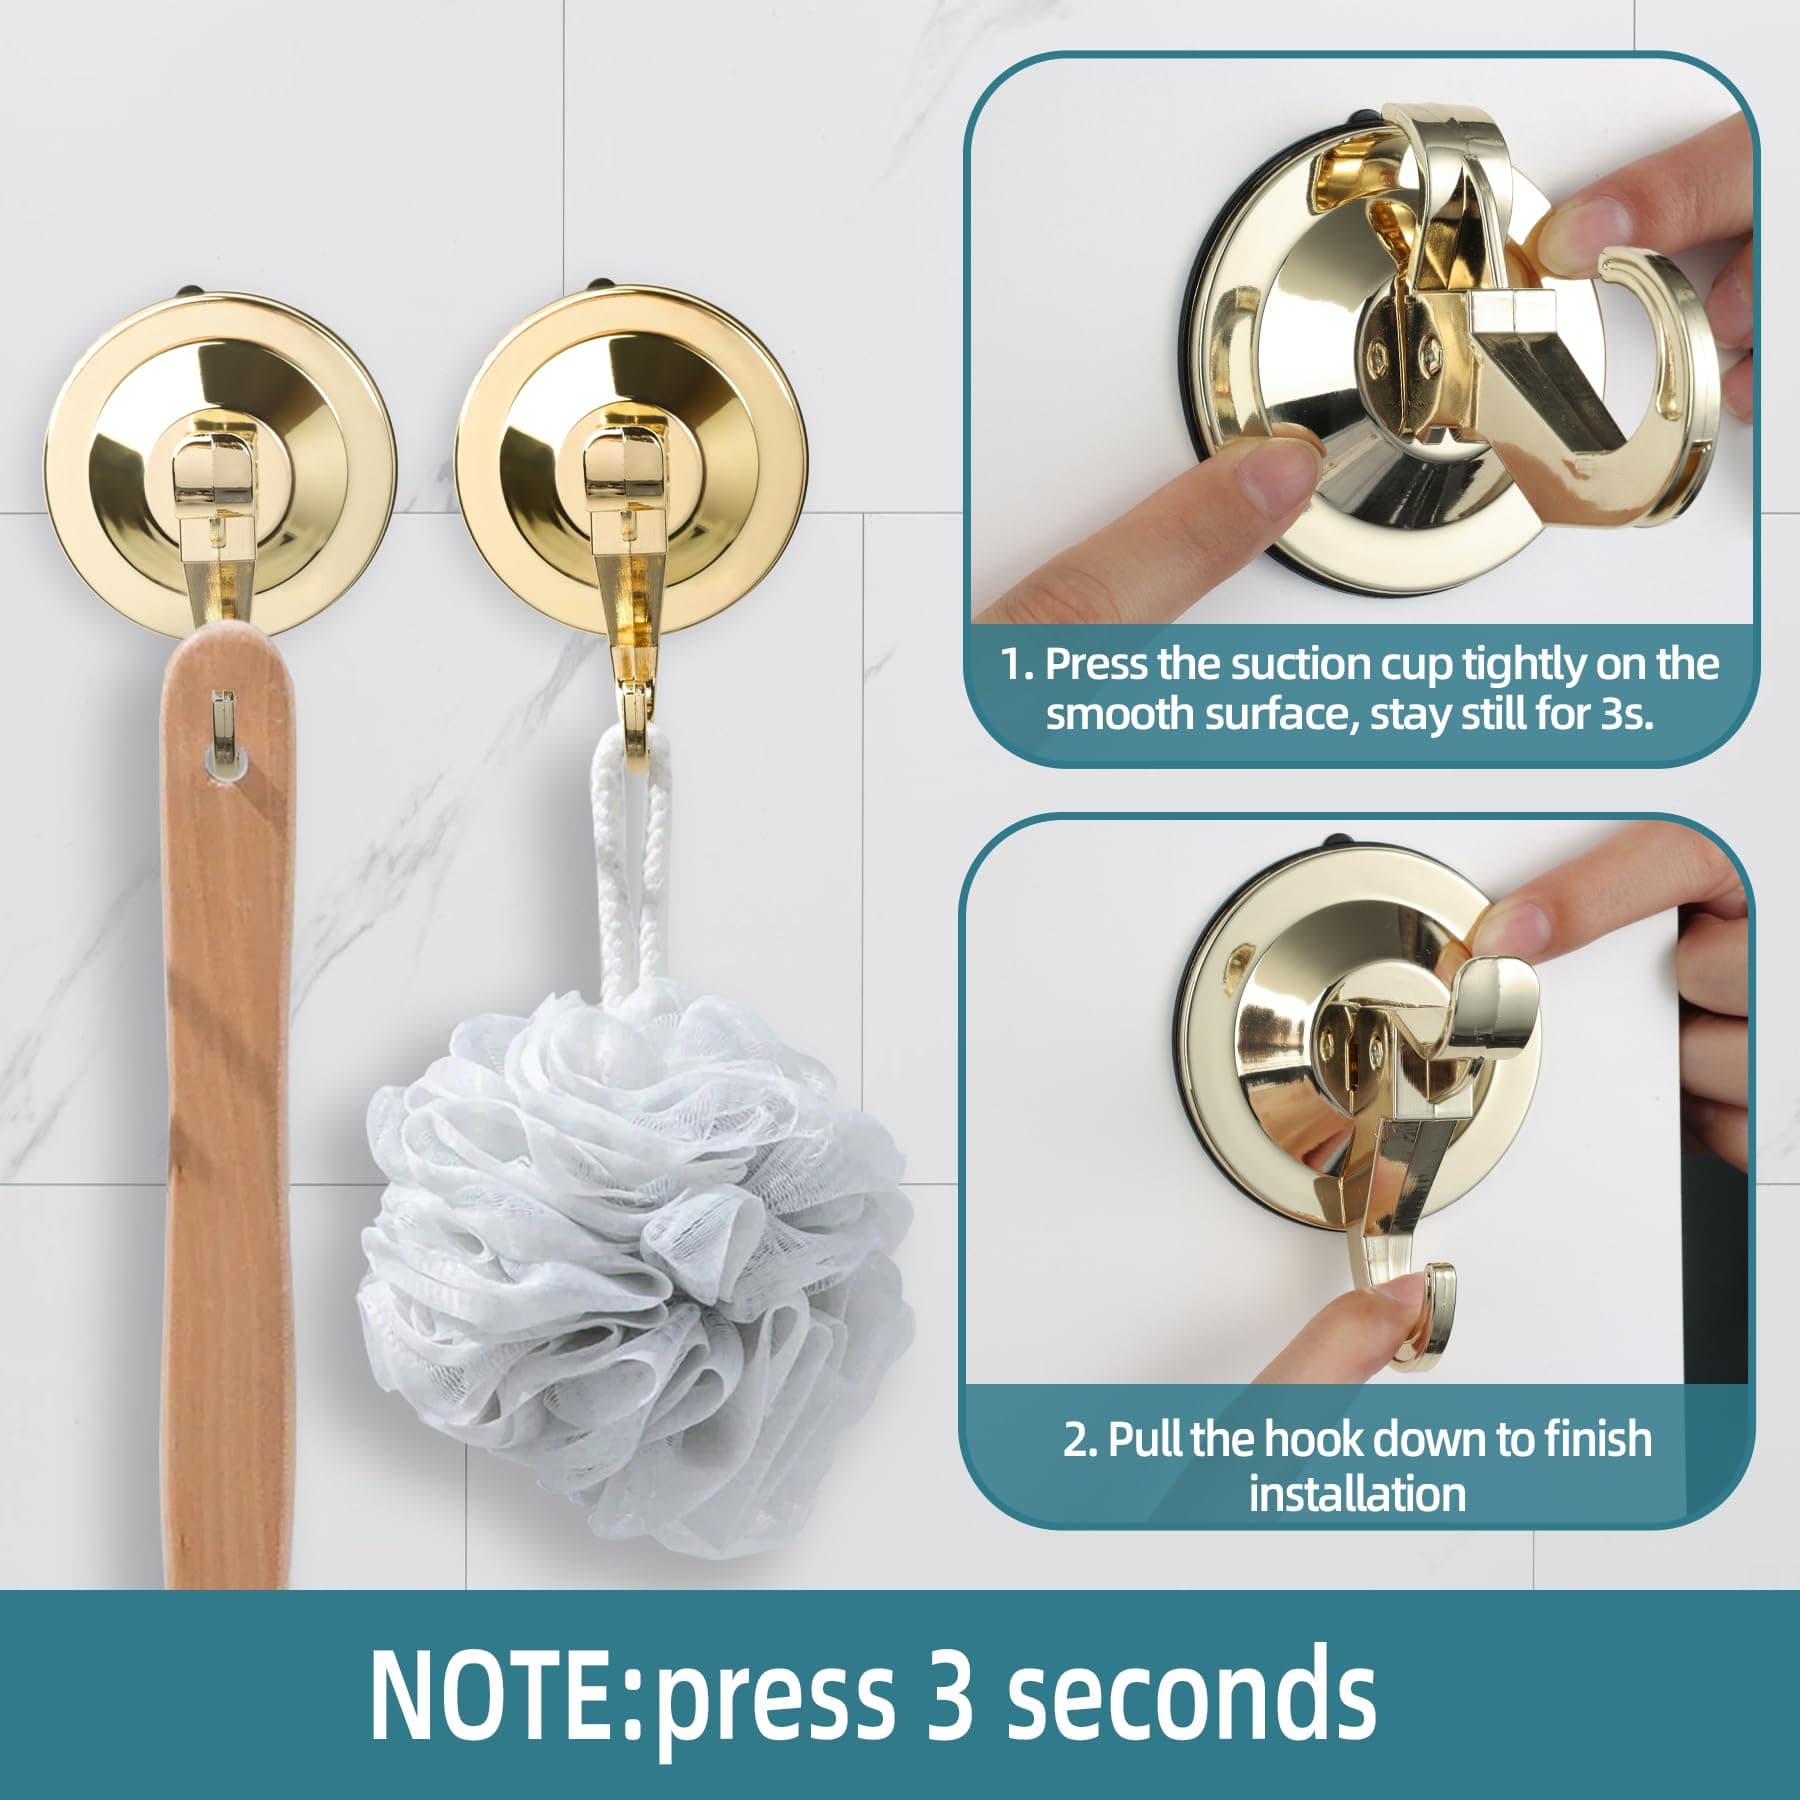 1. Press the suction cup tightly on the
smooth surface, stay still for 3s.
2. Pull the hook down to finish
installation
NOTE:press 3 seconds